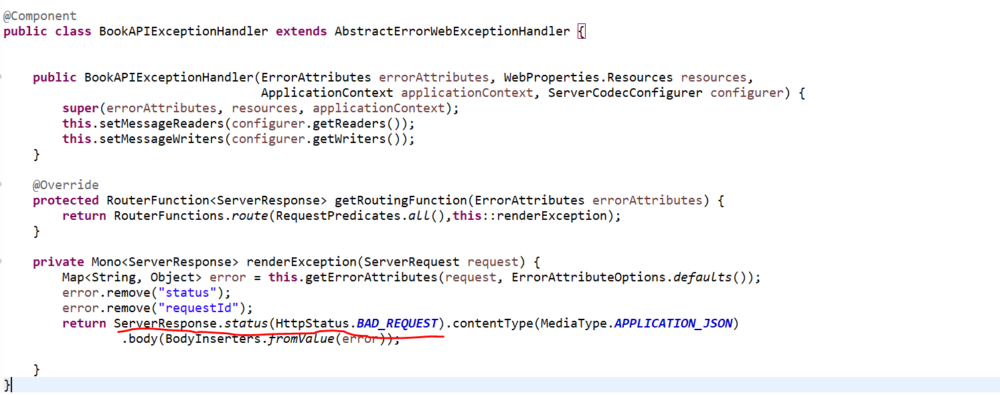 @Component
public class BookAPIExceptionHandler extends AbstractErrorWebExceptionHandler {
public BookAPIExceptionHandler(ErrorAttributes errorAttributes, WebProperties.Resources resources,
ApplicationContext applicationContext, ServerCodecConfigurer configurer) {
super(errorAttributes, resources, applicationContext);
this.setMessageReaders(configurer.getReaders());
this.setMessageWriters(configurer.getWriters());
}
@Override
protected RouterFunction<ServerResponse> getRoutingFunction(ErrorAttributes errorAttributes) {
return RouterFunctions.route(RequestPredicates.all(),this::renderException);
}
private Mono<ServerResponse> renderException(ServerRequest request) {
Map<String, Object> error = this.getErrorAttributes(request, ErrorAttributeOptions.defaults());
error.remove("status");
error.remove("requestId");
return ServerResponse.status(HttpStatus.BAD_REQUEST).contentType(MediaType.APPLICATION_JSON)
.body(BodyInserters.fromValue(error));
}
}